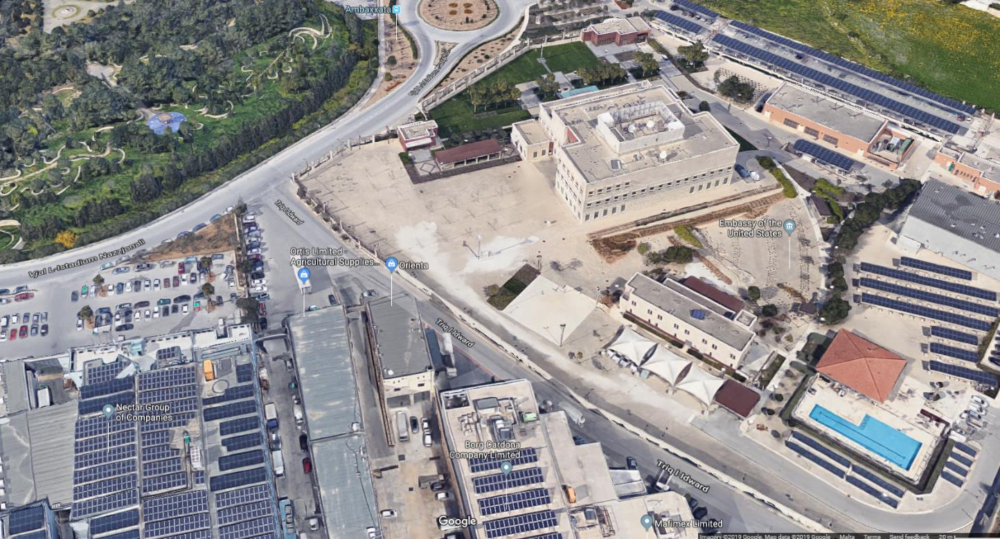 Ambaxxata
Vjal L-Istadium Nazzjonali
Triq l-Idward
Ortis Limited -
Agricultural Supplies...
Orienta
Embassy of the
United States
Triq l-Idward
Nectar Group
of Companies
Borg Cardona
Company Limited
Triq l-Idward
Mafimex Limited
Google
Imagery ©2019 Google, Map data ©2019 Google Malta Terms Send feedback 20 m